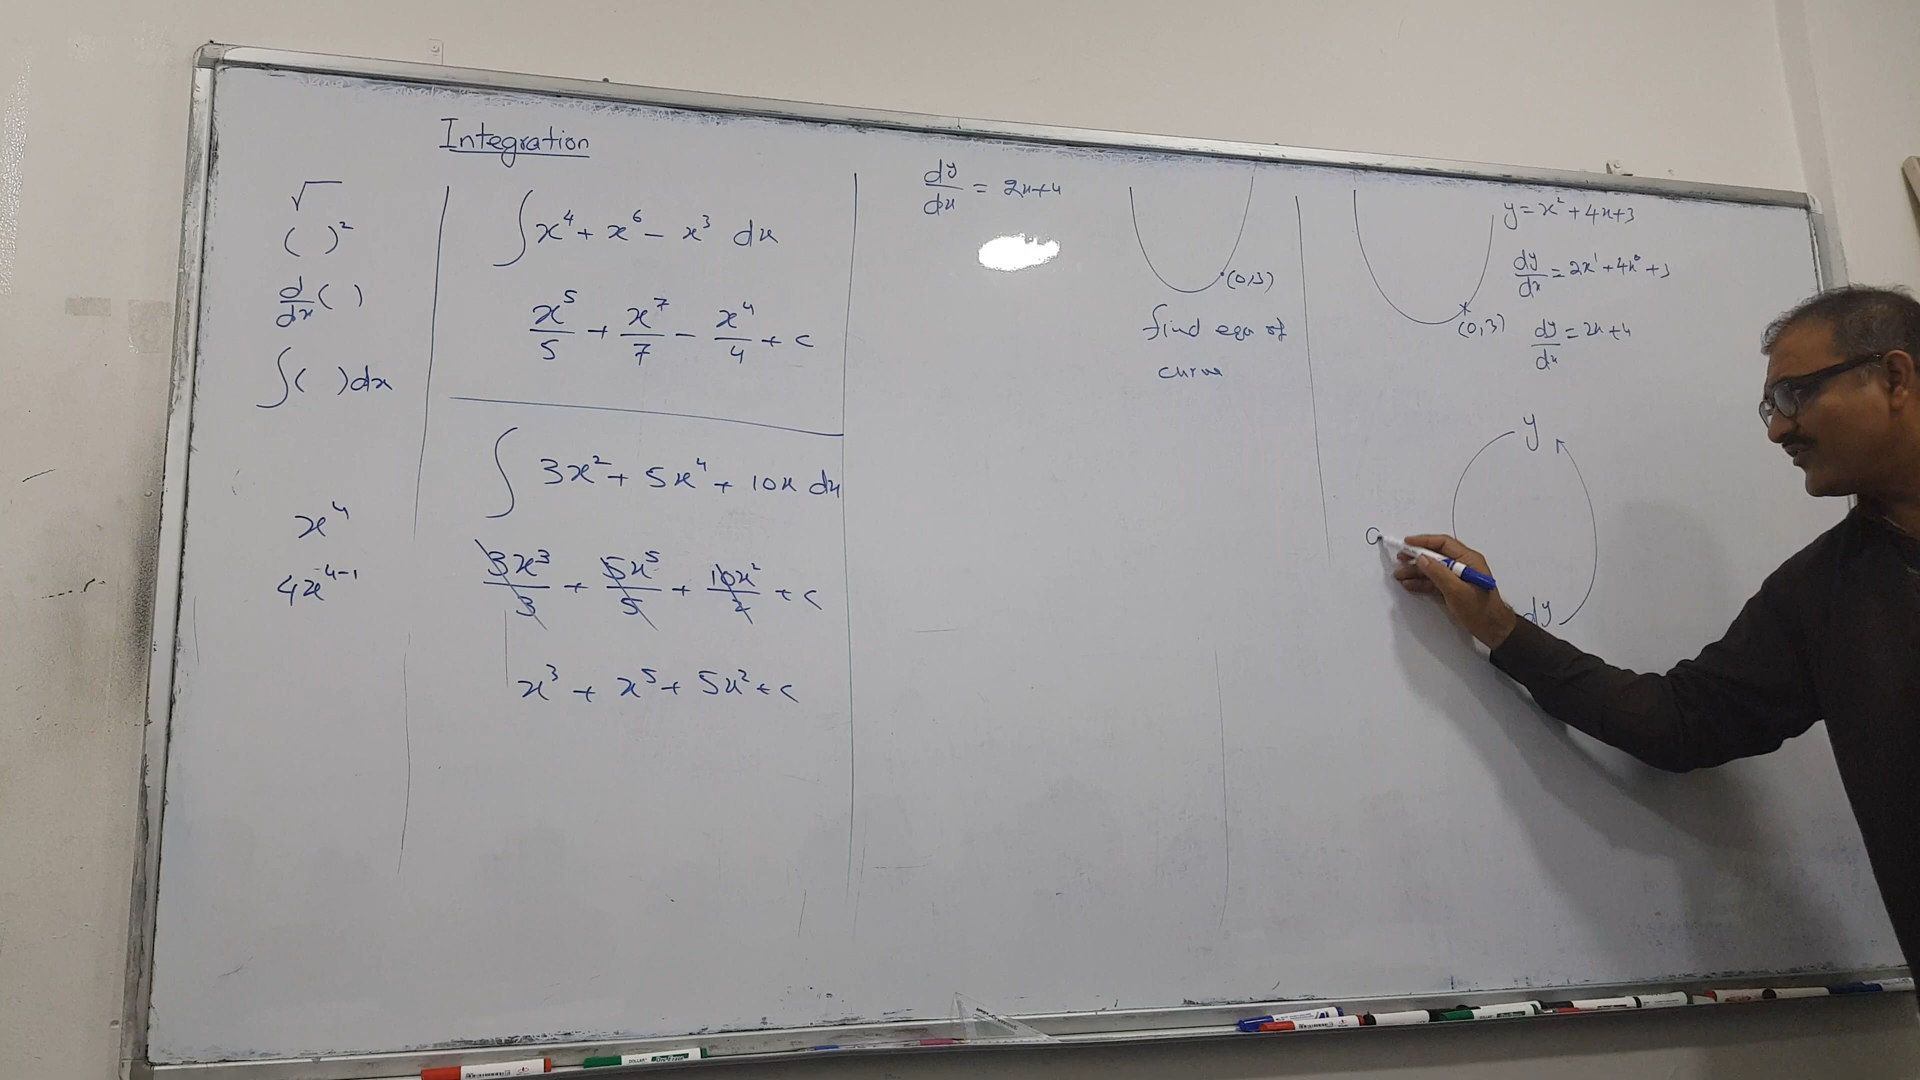 Integration
√
( )²
d/dx ( )
∫( )dx
x⁴
4x⁴⁻¹
∫x⁴ + x⁶ - x³ dx
x⁵/5 + x⁷/7 - x⁴/4 + c
∫ 3x² + 5x⁴ + 10x dx
3x³/3 + 5x⁵/5 + 10x²/2 + c
x³ + x⁵ + 5x² + c
dy/dx = 2x+4
(0,3)
find eqn of
curve
y = x² + 4x+3
dy/dx = 2x¹ + 4x⁰ + 3
(0,3)
dy/dx = 2x+4
y
dy